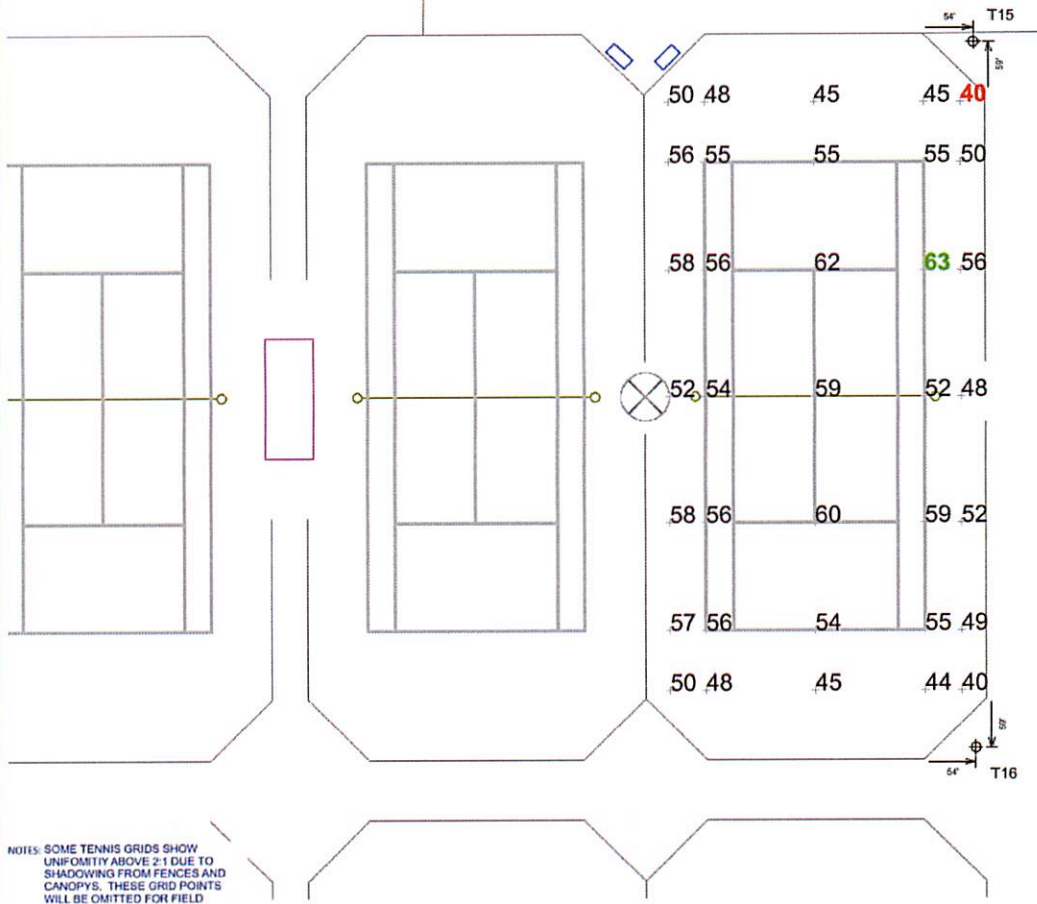 54' T15
59'
50 48 45 45 40
56 55 55 55 50
58 56 62 63 56
52 54 59 52 48
58 56 60 59 52
57 56 54 55 49
50 48 45 44 40
54' T16
NOTES: SOME TENNIS GRIDS SHOW
UNIFOMITIY ABOVE 2:1 DUE TO
SHADOWING FROM FENCES AND
CANOPYS. THESE GRID POINTS
WILL BE OMITTED FOR FIELD